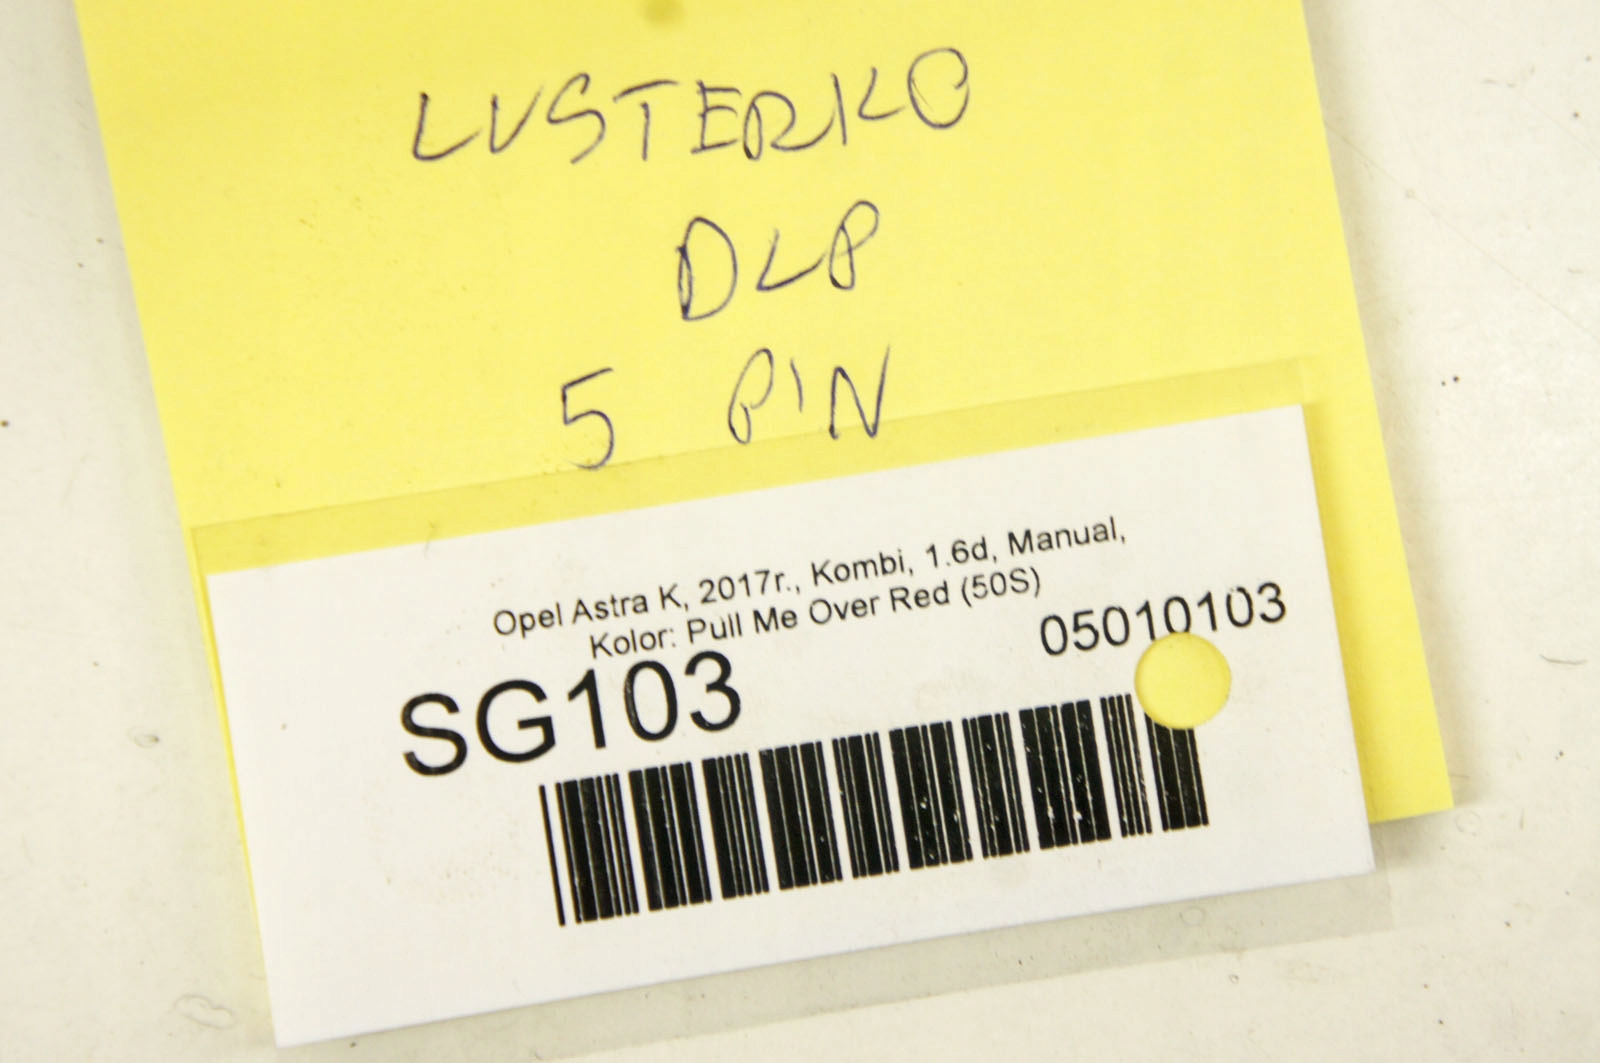 LUSTERKO
DLP
5 PIN
Opel Astra K, 2017r., Kombi, 1.6d, Manual,
Kolor: Pull Me Over Red (50S)
05010103
SG103